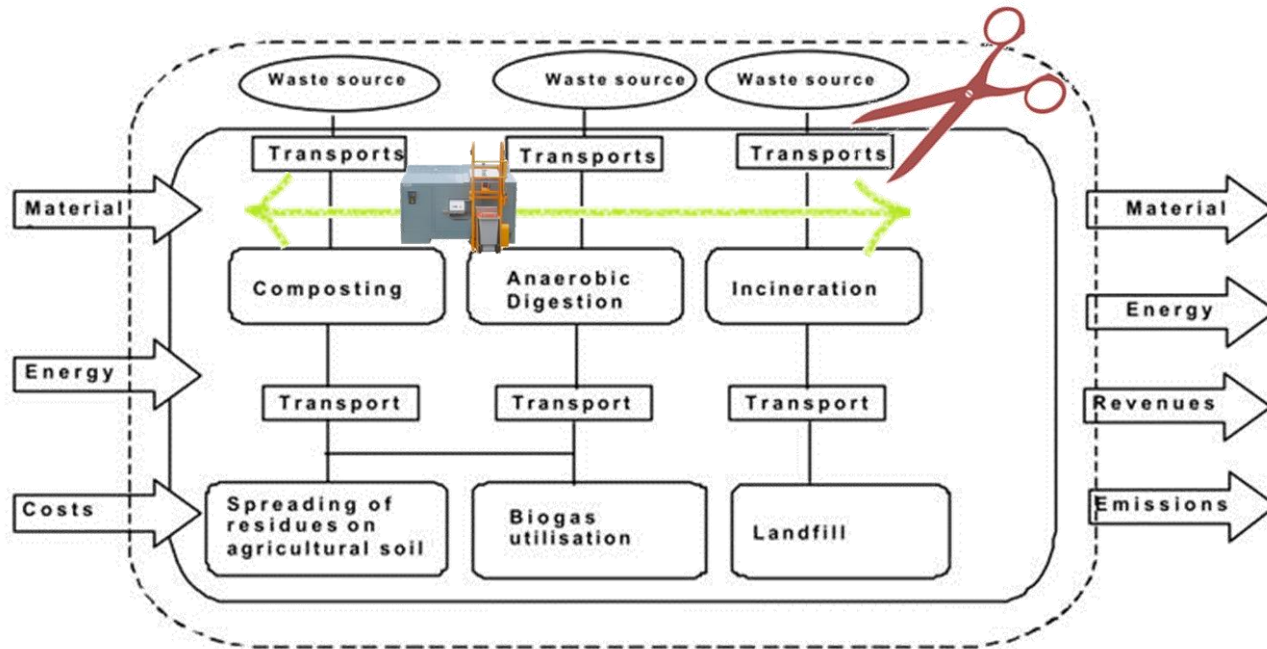 Waste source
Waste source
Waste source
Transports
Transports
Transports
Material
Material
Composting
Anaerobic
Digestion
Incineration
Energy
Energy
Transport
Transport
Transport
Revenues
Costs
Spreading of
residues on
agricultural soil
Biogas
utilisation
Landfill
Emissions